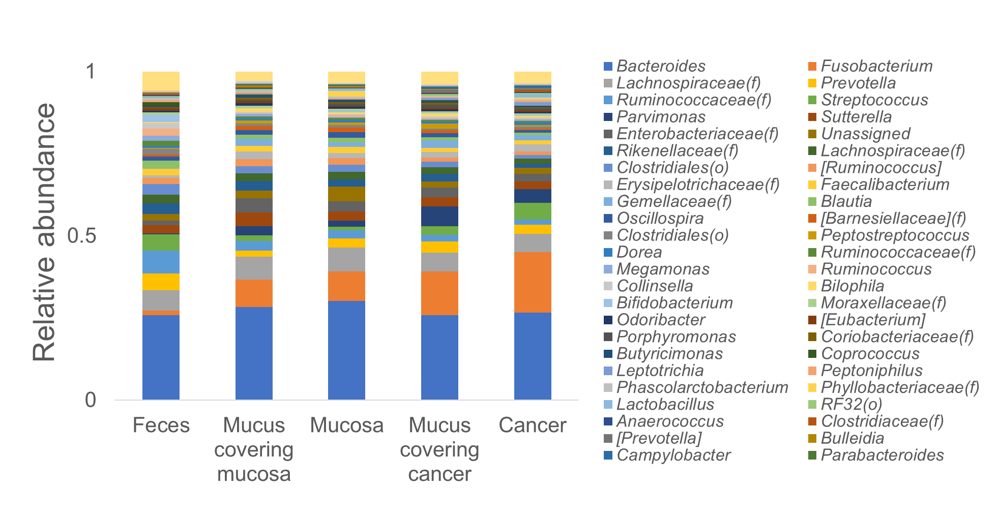 Relative abundance
1
0.5
0
Feces
Mucus
covering
mucosa
Mucosa
Mucus
covering
cancer
Cancer
Bacteroides
Fusobacterium
Lachnospiraceae(f)
Prevotella
Ruminococcaceae(f)
Streptococcus
Parvimonas
Sutterella
Enterobacteriaceae(f)
Unassigned
Rikenellaceae(f)
Lachnospiraceae(f)
Clostridiales(o)
[Ruminococcus]
Erysipelotrichaceae(f)
Faecalibacterium
Gemellaceae(f)
Blautia
Oscillospira
[Barnesiellaceae](f)
Clostridiales(o)
Peptostreptococcus
Dorea
Ruminococcaceae(f)
Megamonas
Ruminococcus
Collinsella
Bilophila
Bifidobacterium
Moraxellaceae(f)
Odoribacter
[Eubacterium]
Porphyromonas
Coriobacteriaceae(f)
Butyricimonas
Coprococcus
Leptotrichia
Peptoniphilus
Phascolarctobacterium
Phyllobacteriaceae(f)
Lactobacillus
RF32(o)
Anaerococcus
Clostridiaceae(f)
[Prevotella]
Bulleidia
Campylobacter
Parabacteroides